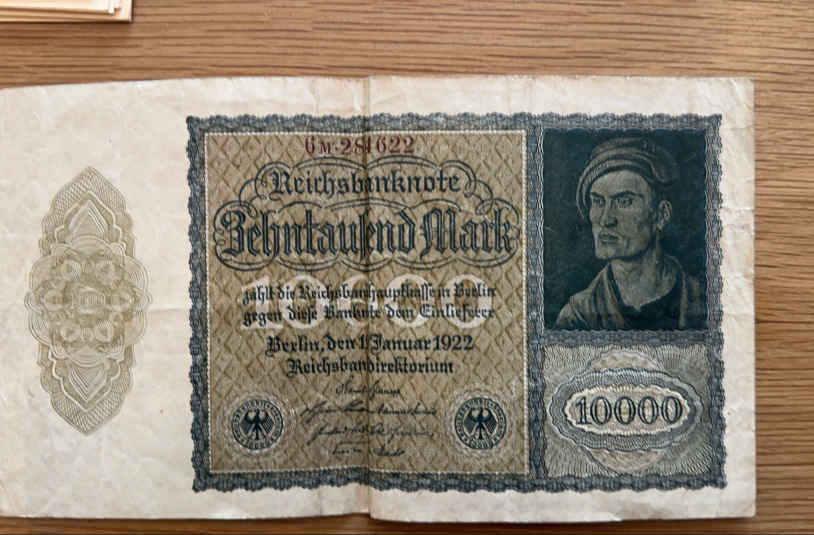 6M·284622
Reichsbanknote
Zehntausend Mark
10000
zahlt die Reichsbankhauptkasse in Berlin
gegen diese Banknote dem Einlieferer
Berlin, den 1. Januar 1922
Reichsbankdirektorium
10000